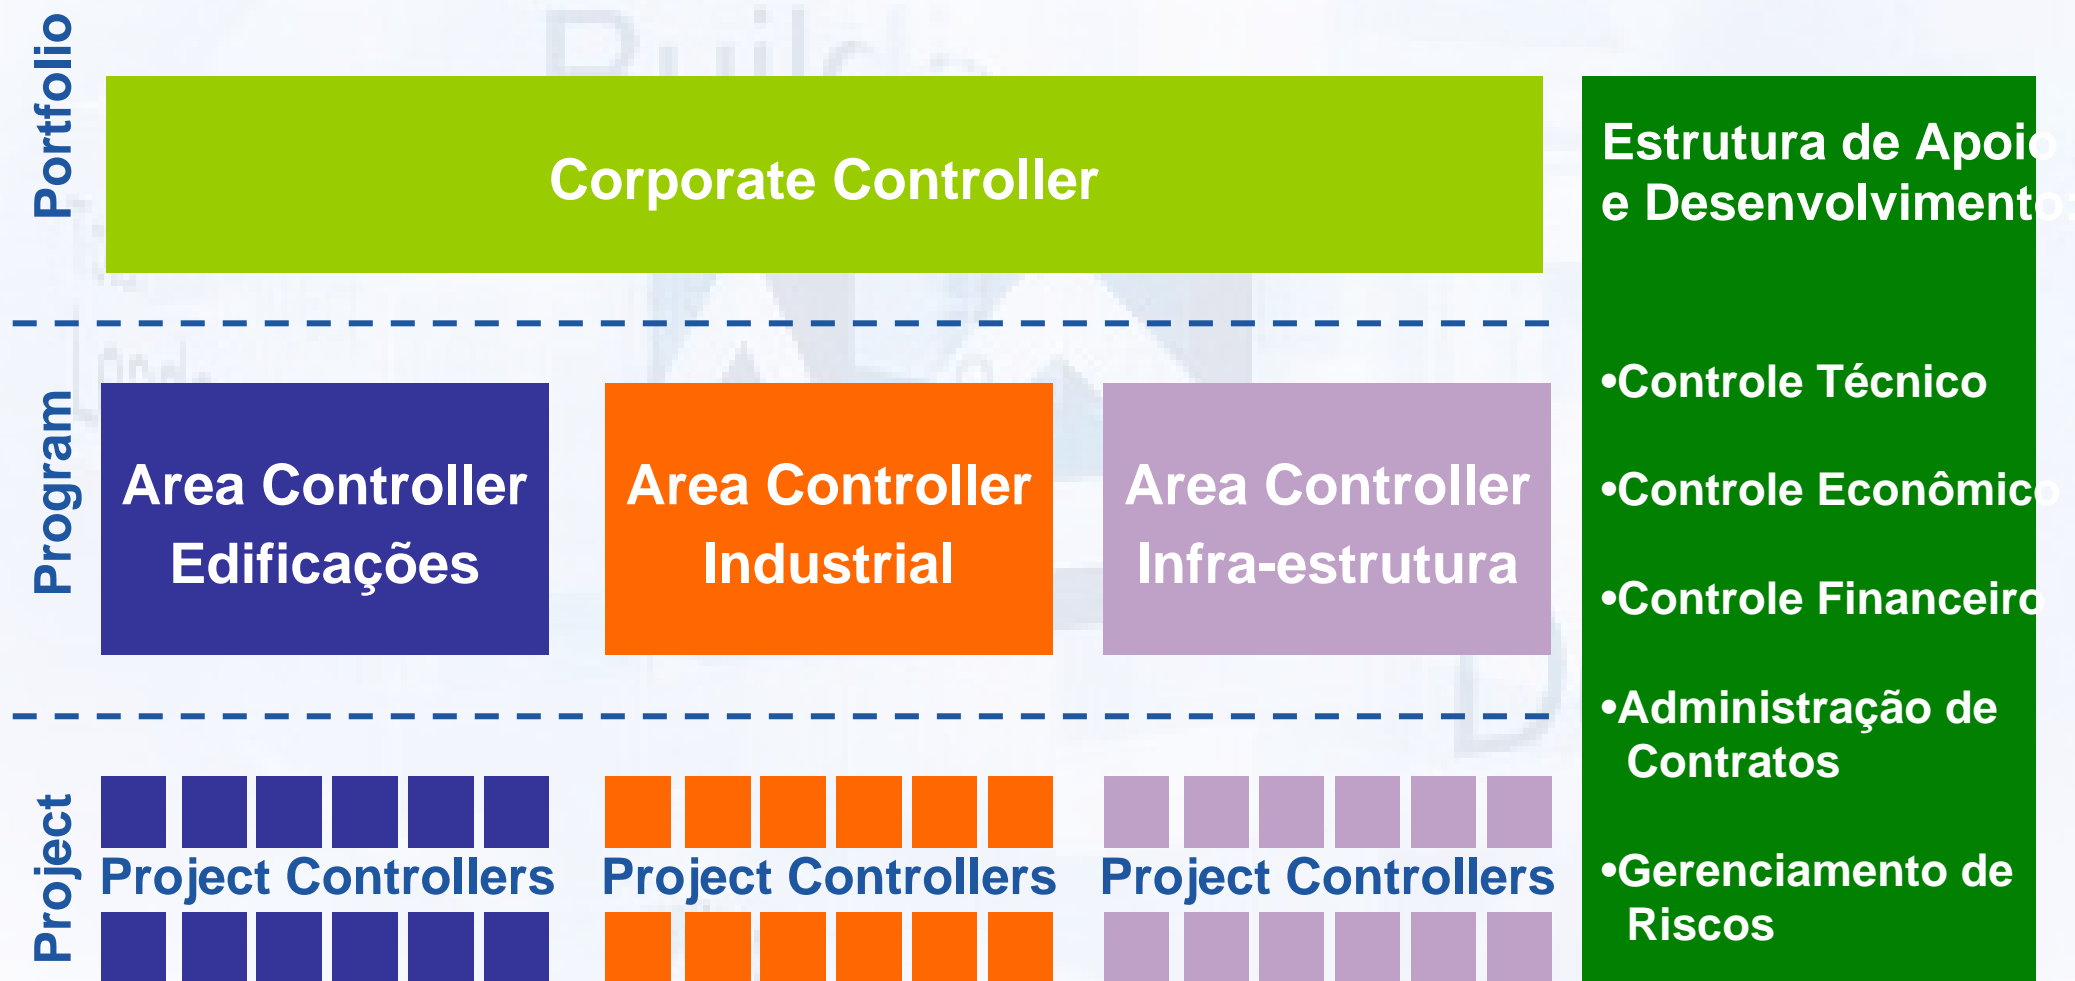 Portfolio
Corporate Controller
Program
Area Controller
Edificações
Area Controller
Industrial
Area Controller
Infra-estrutura
Project
Project Controllers
Project Controllers
Project Controllers
Estrutura de Apoio
e Desenvolvimento:
•Controle Técnico
•Controle Econômico
•Controle Financeiro
•Administração de
Contratos
•Gerenciamento de
Riscos